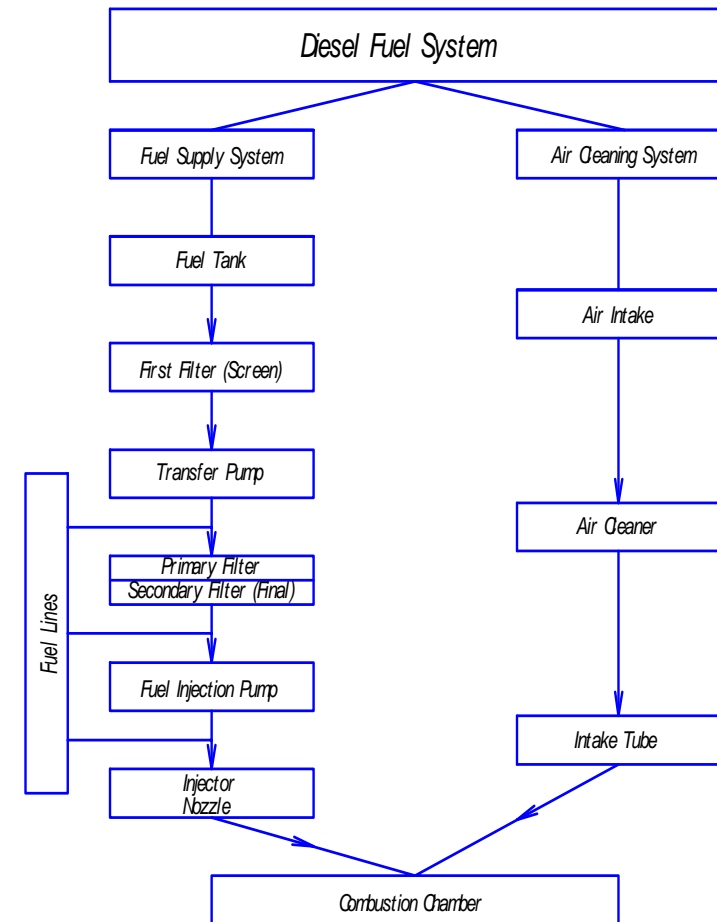 Diesel Fuel System
Fuel Supply System
Air Cleaning System
Fuel Tank
Air Intake
First Filter (Screen)
Transfer Pump
Air Cleaner
Primary Filter
Secondary Filter (Final)
Fuel Lines
Fuel Injection Pump
Intake Tube
Injector
Nozzle
Combustion Chamber